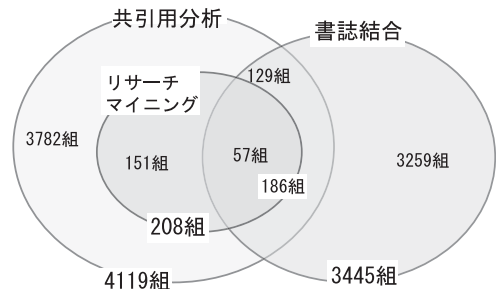 共引用分析
書誌結合
リサーチ
マイニング
129組
3782組
151組
57組
3259組
186組
208組
4119組
3445組